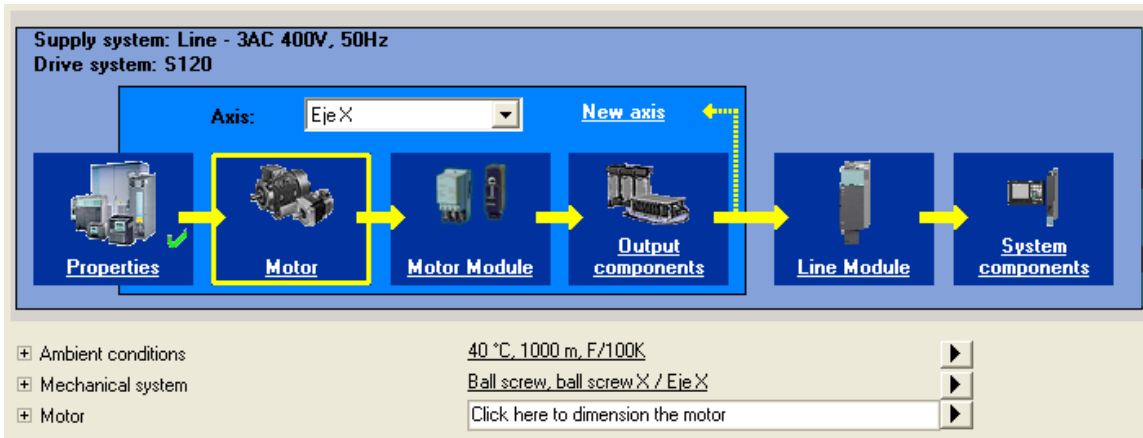 Supply system: Line - 3AC 400V, 50Hz
Drive system: S120
Axis: Eje X New axis
Properties Motor Motor Module Output components Line Module System components
Ambient conditions 40 °C, 1000 m, F/100K
Mechanical system Ball screw, ball screw X / Eje X
Motor Click here to dimension the motor